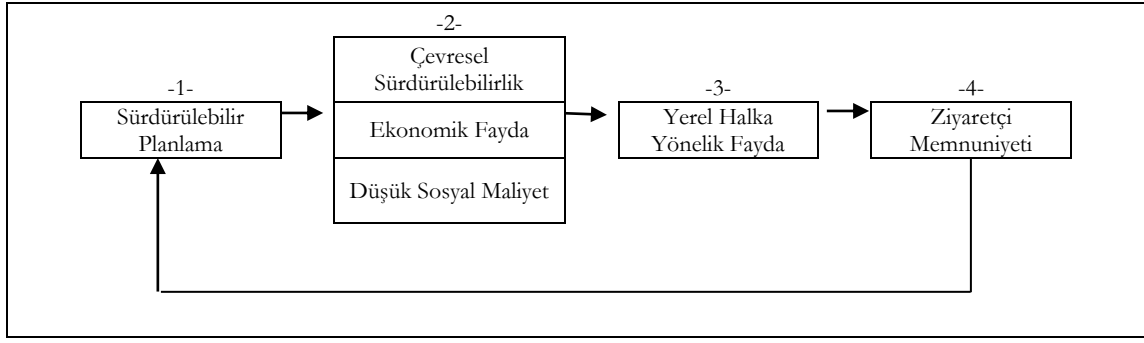 -1-
Sürdürülebilir
Planlama
-2-
Çevresel
Sürdürülebilirlik
Ekonomik Fayda
Düşük Sosyal Maliyet
-3-
Yerel Halka
Yönelik Fayda
-4-
Ziyaretçi
Memnuniyeti